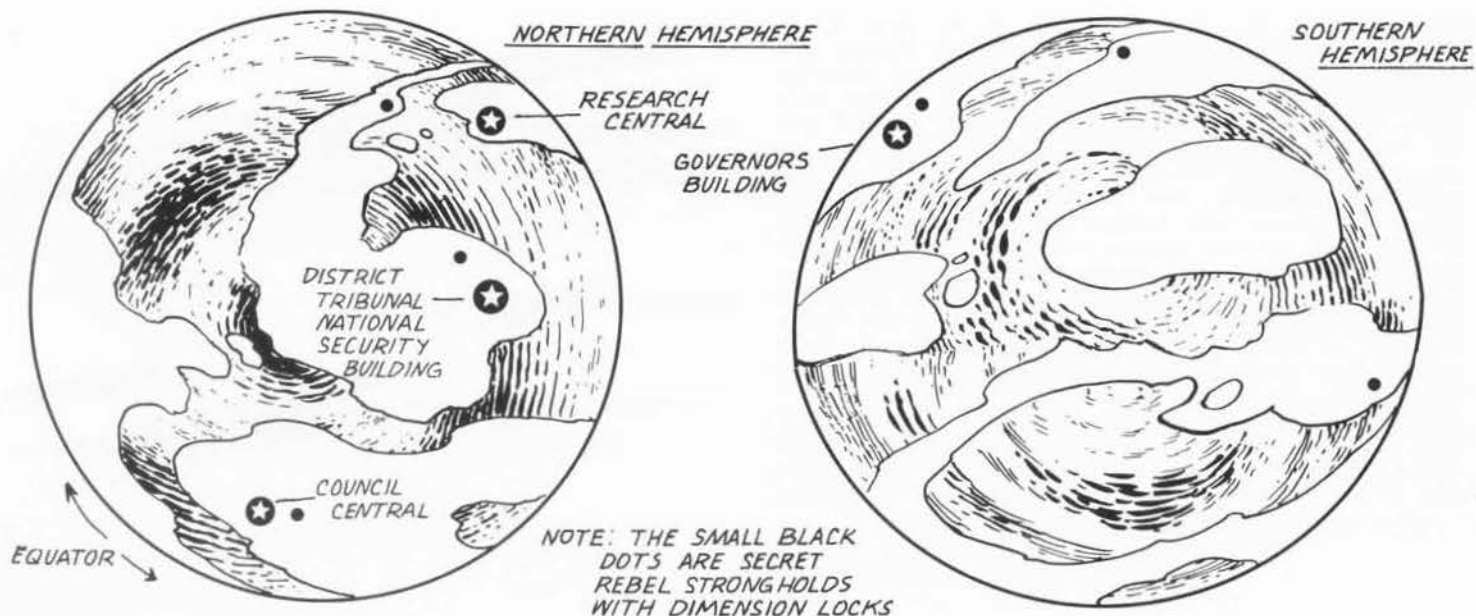 NORTHERN HEMISPHERE
RESEARCH
CENTRAL
DISTRICT
TRIBUNAL
NATIONAL
SECURITY
BUILDING
COUNCIL
CENTRAL
EQUATOR
SOUTHERN
HEMISPHERE
GOVERNORS
BUILDING
NOTE: THE SMALL BLACK
DOTS ARE SECRET
REBEL STRONGHOLDS
WITH DIMENSION LOCKS